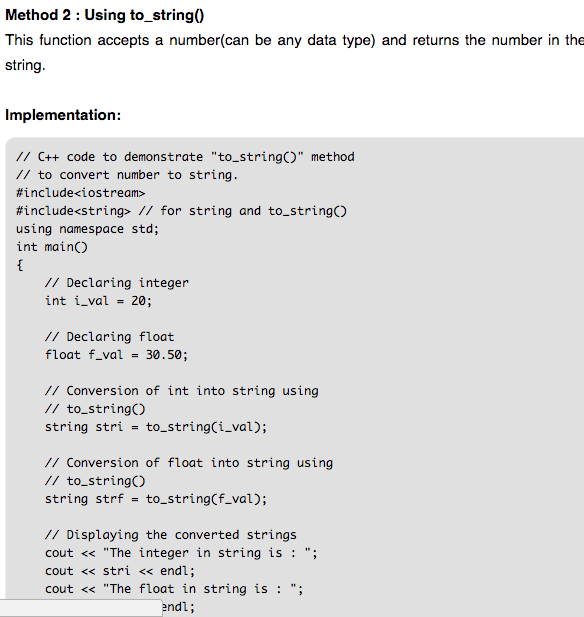 Method 2 : Using to_string()
This function accepts a number(can be any data type) and returns the number in the
string.
Implementation:
// C++ code to demonstrate "to_string()" method
// to convert number to string.
#include<iostream>
#include<string> // for string and to_string()
using namespace std;
int main()
{
    // Declaring integer
    int i_val = 20;

    // Declaring float
    float f_val = 30.50;

    // Conversion of int into string using
    // to_string()
    string stri = to_string(i_val);

    // Conversion of float into string using
    // to_string()
    string strf = to_string(f_val);

    // Displaying the converted strings
    cout << "The integer in string is : ";
    cout << stri << endl;
    cout << "The float in string is : ";
endl;